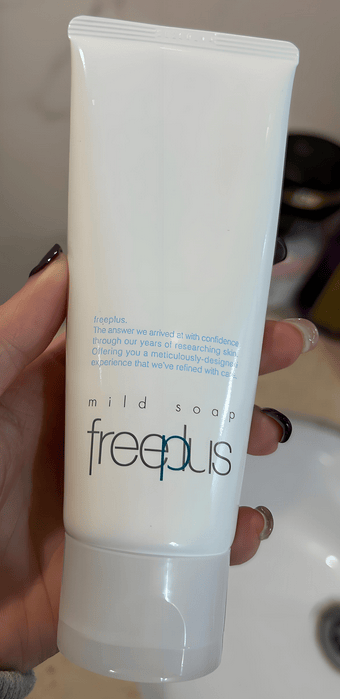 freeplus.
The answer we arrived at with confidence
through our years of researching skin.
Offering you a meticulously-designed
experience that we've refined with care.
mild soap
freeplus